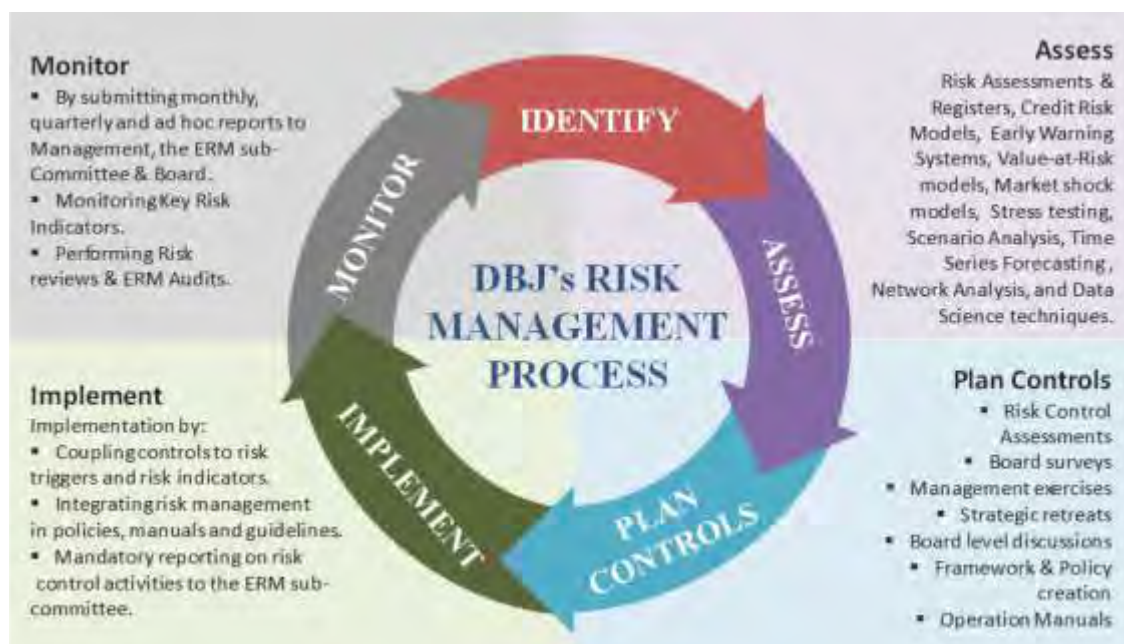 Monitor
▪ By submitting monthly,
quarterly and ad hoc reports to
Management, the ERM sub-
Committee & Board.
▪ Monitoring Key Risk
Indicators.
▪ Performing Risk
reviews & ERM Audits.
Assess
Risk Assessments &
Registers, Credit Risk
Models, Early Warning
Systems, Value-at-Risk
models, Market shock
models, Stress testing,
Scenario Analysis, Time
Series Forecasting,
Network Analysis, and Data
Science techniques.
IDENTIFY
ASSESS
PLAN
CONTROLS
IMPLEMENT
MONITOR
DBJ's RISK
MANAGEMENT
PROCESS
Implement
Implementation by:
▪ Coupling controls to risk
triggers and risk indicators.
▪ Integrating risk management
in policies, manuals and guidelines.
▪ Mandatory reporting on risk
control activities to the ERM sub-
committee.
Plan Controls
▪ Risk Control
Assessments
▪ Board surveys
▪ Management exercises
▪ Strategic retreats
▪ Board level discussions
▪ Framework & Policy
creation
▪ Operation Manuals